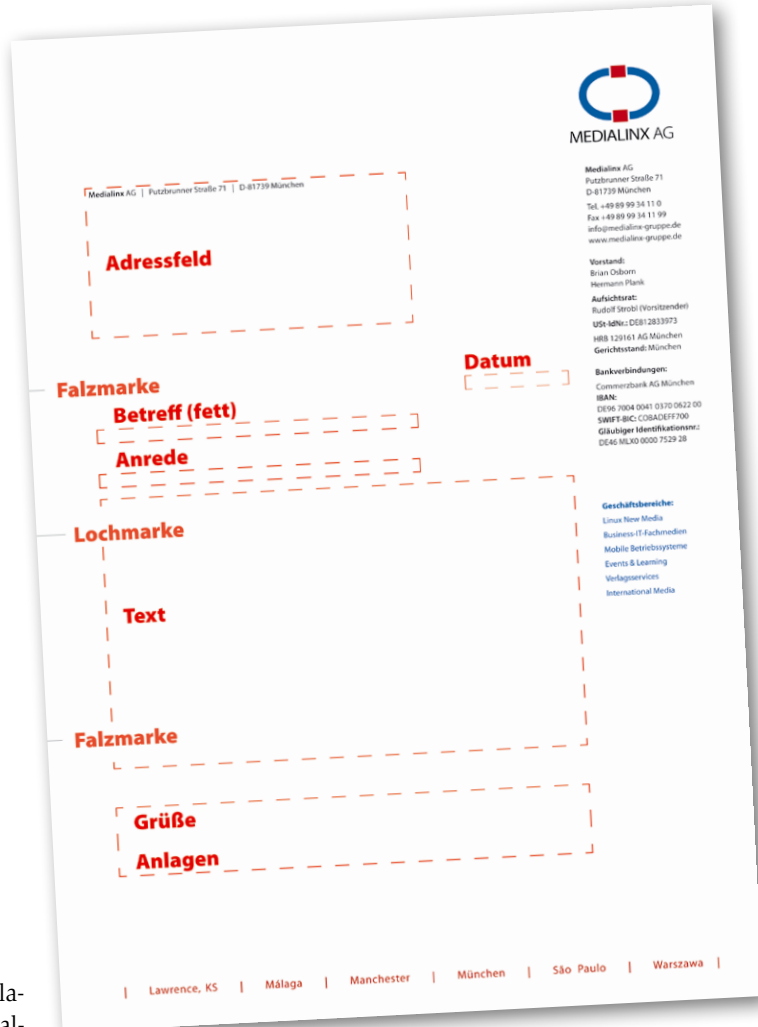 MEDIALINX AG
Medialinx AG | Putzbrunner Straße 71 | D-81739 München
Adressfeld
Medialinx AG
Putzbrunner Straße 71
D-81739 München
Tel. +49 89 99 34 11 0
Fax +49 89 99 34 11 99
info@medialinx-gruppe.de
www.medialinx-gruppe.de
Vorstand:
Brian Osborn
Hermann Plank
Aufsichtsrat:
Rudolf Strobl (Vorsitzender)
USt-IdNr.: DE812833973
HRB 129161 AG München
Gerichtsstand: München
Bankverbindungen:
Commerzbank AG München
IBAN:
DE96 7004 0041 0370 0622 00
SWIFT-BIC: COBADEFF700
Gläubiger Identifikationsnr.:
DE46 MLX0 0000 7529 28
Datum
Falzmarke
Betreff (fett)
Anrede
Lochmarke
Text
Geschäftsbereiche:
Linux New Media
Business-IT-Fachmedien
Mobile Betriebssysteme
Events & Learning
Verlagsservices
International Media
Falzmarke
Grüße
Anlagen
| Lawrence, KS | Málaga | Manchester | München | São Paulo | Warszawa |
la-
al-